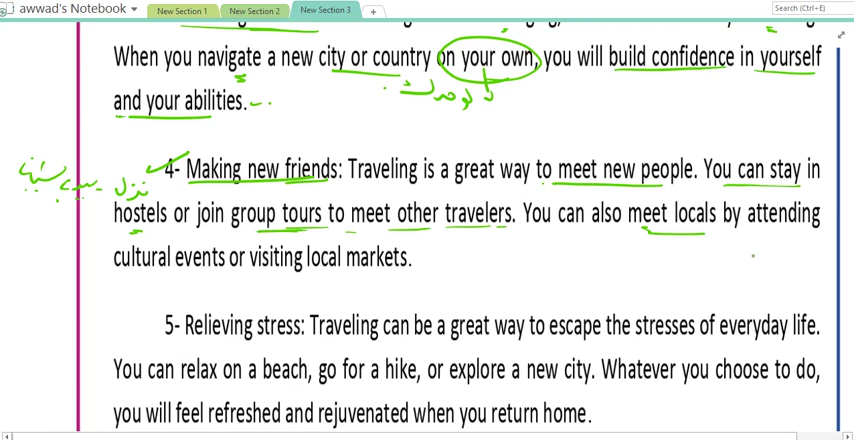 awwad's Notebook
New Section 1
New Section 2
New Section 3
+
Search (Ctrl+E)
When you navigate a new city or country on your own, you will build confidence in yourself
and your abilities.
لوحدك
4- Making new friends: Traveling is a great way to meet new people. You can stay in
نزل
hostels or join group tours to meet other travelers. You can also meet locals by attending
cultural events or visiting local markets.
5- Relieving stress: Traveling can be a great way to escape the stresses of everyday life.
You can relax on a beach, go for a hike, or explore a new city. Whatever you choose to do,
you will feel refreshed and rejuvenated when you return home.